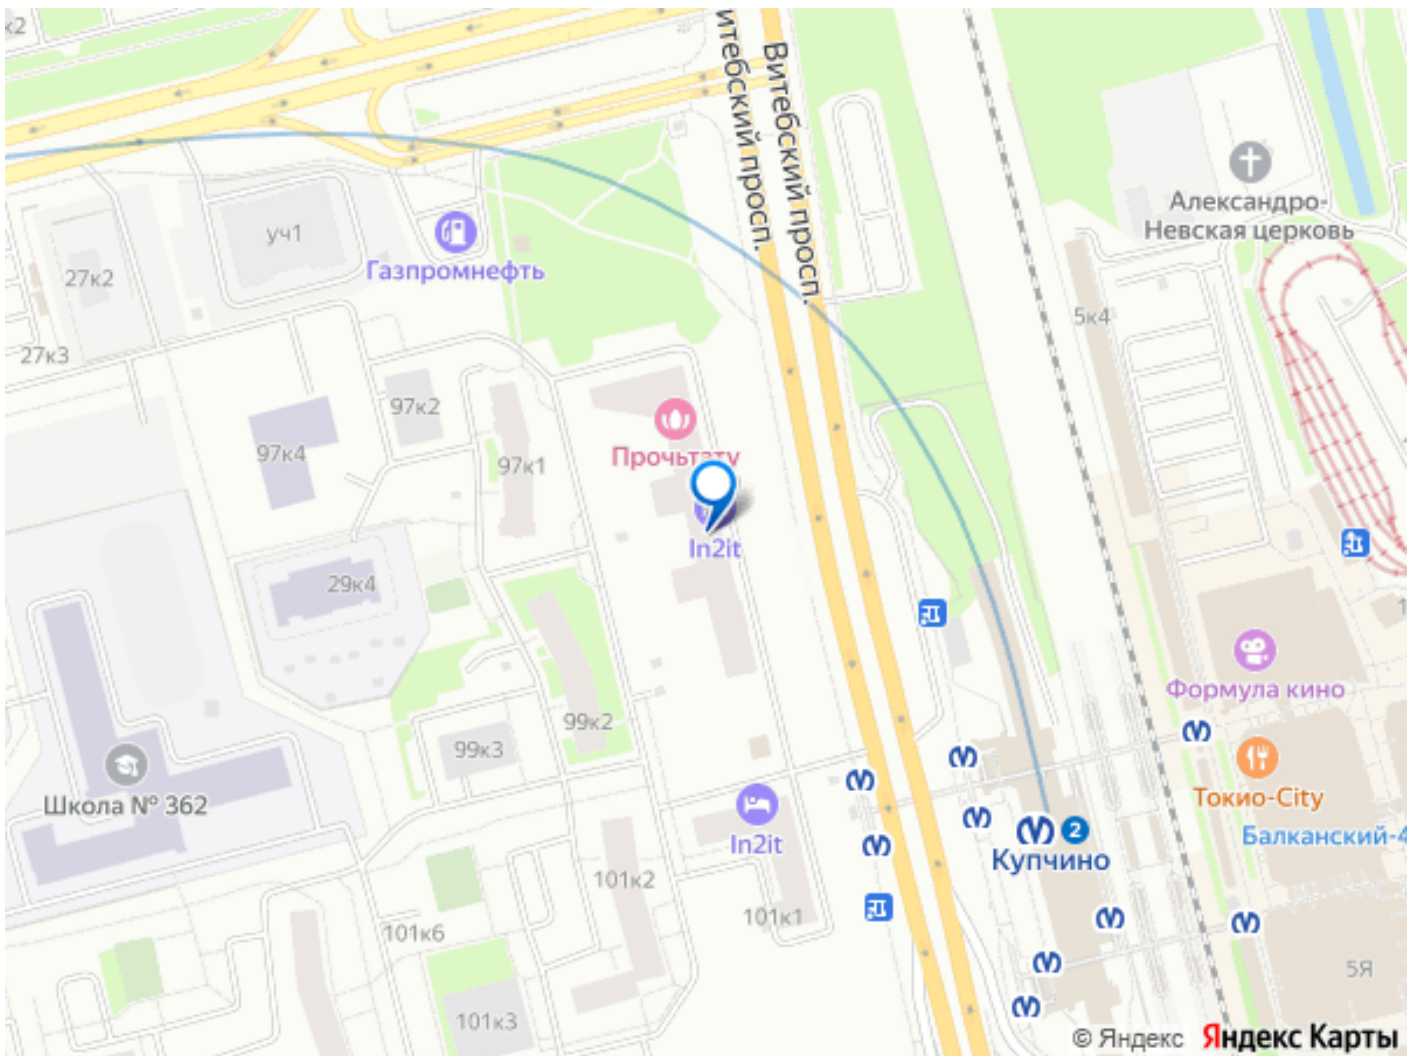 к2
Витебский просп.
итебский просп.
Александро-
Невская церковь
уч1
Газпромнефть
27к2
5к4
27к3
97к2
Прочьтату
97к4
97к1
In2it
29к4
Формула кино
99к2
99к3
Токио-City
Школа № 362
Балканский-4
2
Купчино
In2it
101к2
101к1
101к6
5Я
101к3
© Яндекс Яндекс Карты